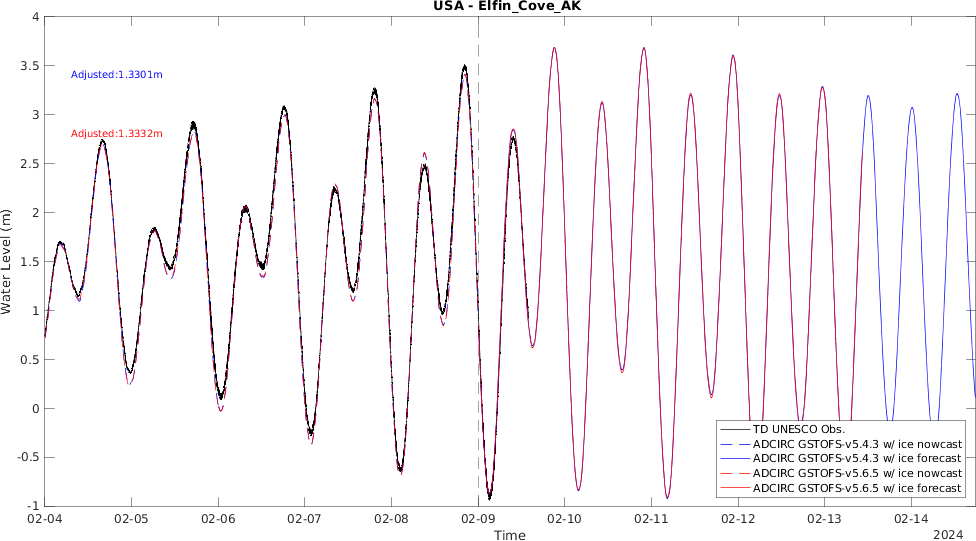 USA - Elfin_Cove_AK
4
3.5
3
2.5
2
1.5
1
0.5
0
-0.5
-1
Water Level (m)
Adjusted:1.3301m
Adjusted:1.3332m
TD UNESCO Obs.
ADCIRC GSTOFS-v5.4.3 w/ ice nowcast
ADCIRC GSTOFS-v5.4.3 w/ ice forecast
ADCIRC GSTOFS-v5.6.5 w/ ice nowcast
ADCIRC GSTOFS-v5.6.5 w/ ice forecast
02-04 02-05 02-06 02-07 02-08 02-09 02-10 02-11 02-12 02-13 02-14
Time
2024